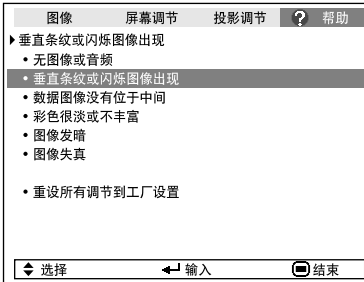 图像 屏幕调节 投影调节 ? 帮助
垂直条纹或闪烁图像出现
• 无图像或音频
• 垂直条纹或闪烁图像出现
• 数据图像没有位于中间
• 彩色很淡或不丰富
• 图像发暗
• 图像失真
• 重设所有调节到工厂设置
选择 输入 结束